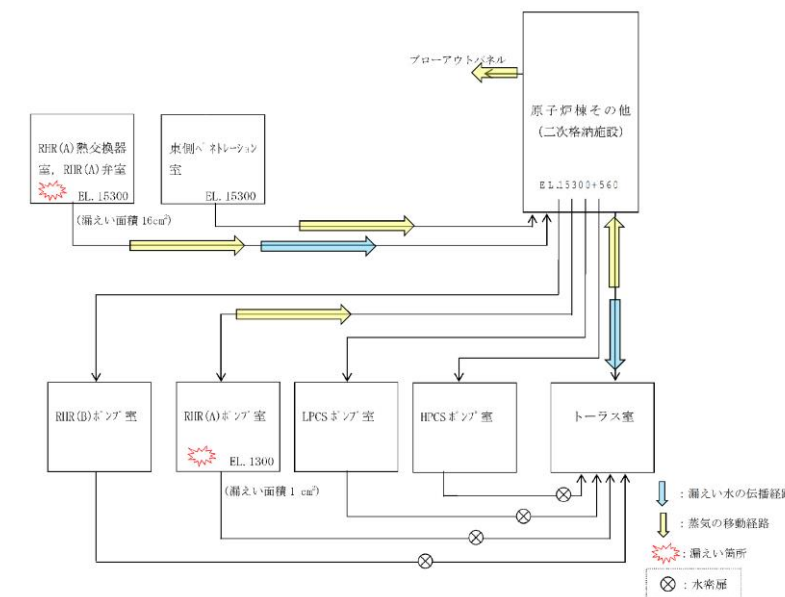 ブローアウトパネル
原子炉棟その他
(二次格納施設)
EL.15300+560
RHR(A)熱交換器
室，RHR(A)弁室
EL.15300
(漏えい面積 16cm²)
東側ペネトレーション
室
EL.15300
RHR(B)ポンプ室
RHR(A)ポンプ室
EL.1300
(漏えい面積 1 cm²)
LPCSポンプ室
HPCSポンプ室
トーラス室
：漏えい水の伝播経路
：蒸気の移動経路
：漏えい箇所
：水密扉